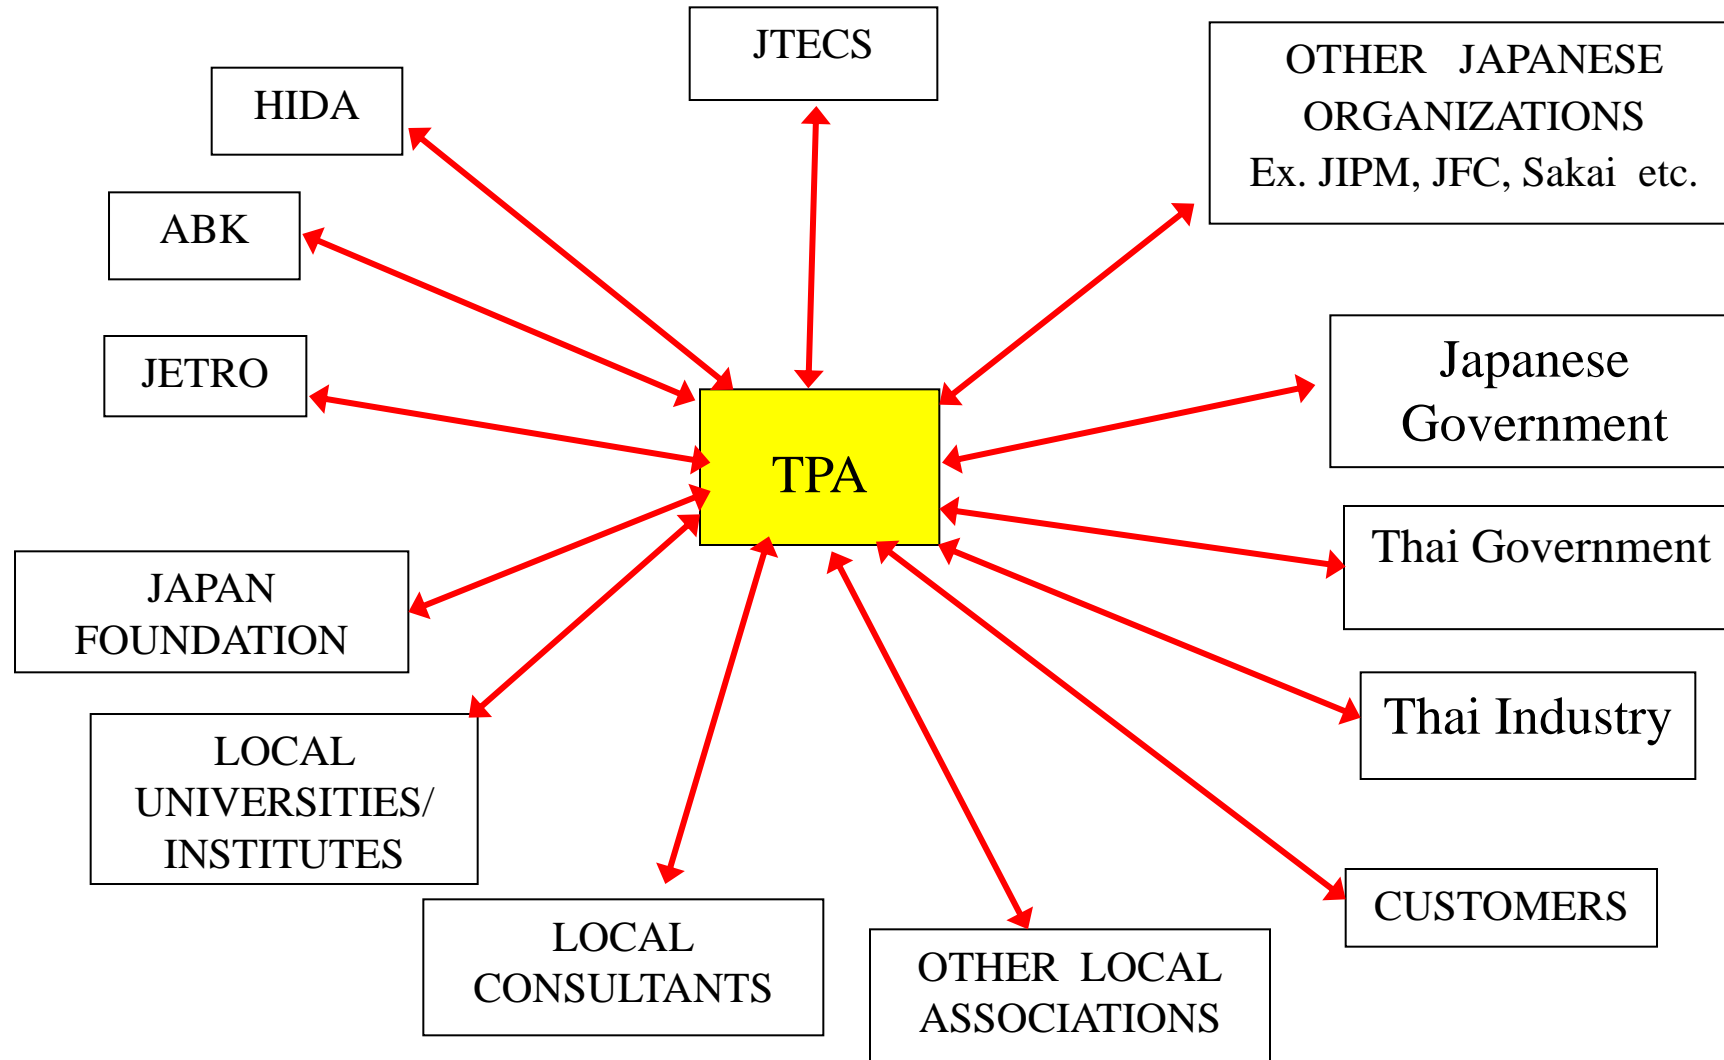 JTECS
OTHER JAPANESE
ORGANIZATIONS
Ex. JIPM, JFC, Sakai etc.
HIDA
ABK
JETRO
Japanese
Government
TPA
Thai Government
JAPAN
FOUNDATION
Thai Industry
LOCAL
UNIVERSITIES/
INSTITUTES
CUSTOMERS
LOCAL
CONSULTANTS
OTHER LOCAL
ASSOCIATIONS